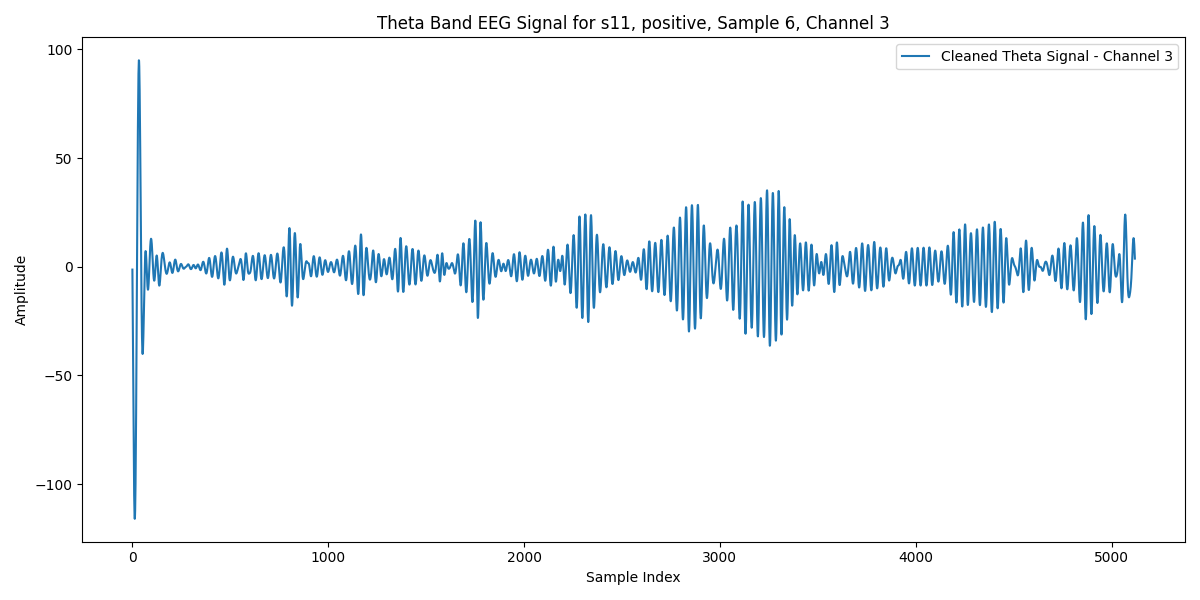 Theta Band EEG Signal for s11, positive, Sample 6, Channel 3
Cleaned Theta Signal - Channel 3
Amplitude
100
50
0
−50
−100
0 1000 2000 3000 4000 5000
Sample Index